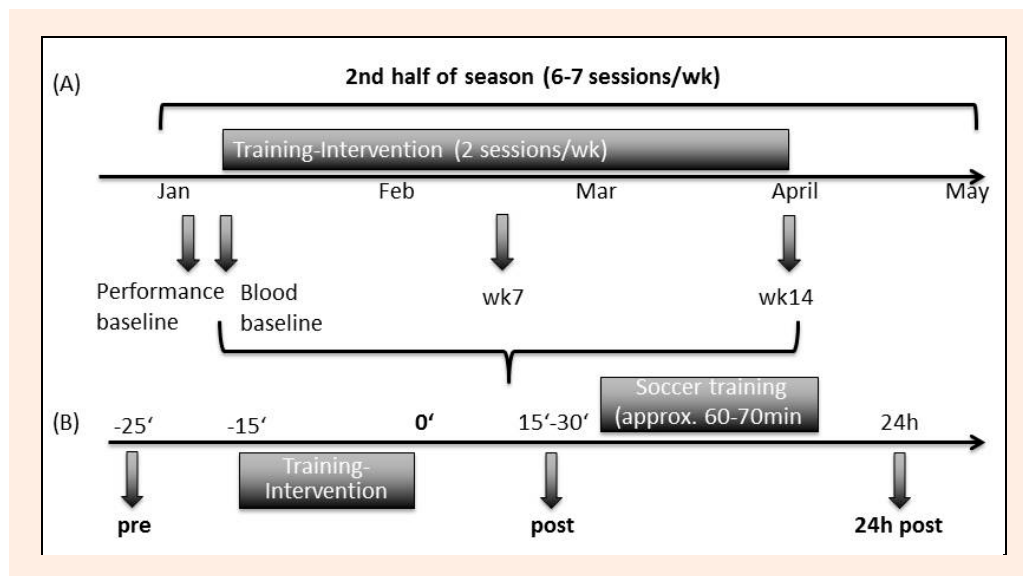 (A)
2nd half of season (6-7 sessions/wk)
Training-Intervention (2 sessions/wk)
Jan Feb Mar April May
Performance baseline
Blood baseline
wk7
wk14
Soccer training
(approx. 60-70min
(B)
-25‘ -15‘ 0‘ 15‘-30‘ 24h
Training-
Intervention
pre post 24h post